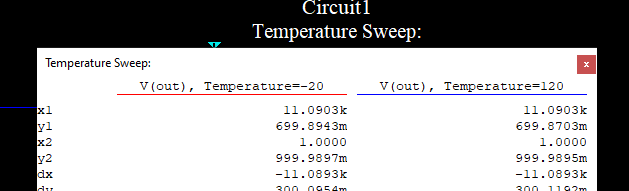 Circuit1
Temperature Sweep:
Temperature Sweep:
x
V(out), Temperature=-20 V(out), Temperature=120
x1 11.0903k 11.0903k
y1 699.8943m 699.8703m
x2 1.0000 1.0000
y2 999.9897m 999.9895m
dx -11.0893k -11.0893k
dy 300.0954m 300.1192m